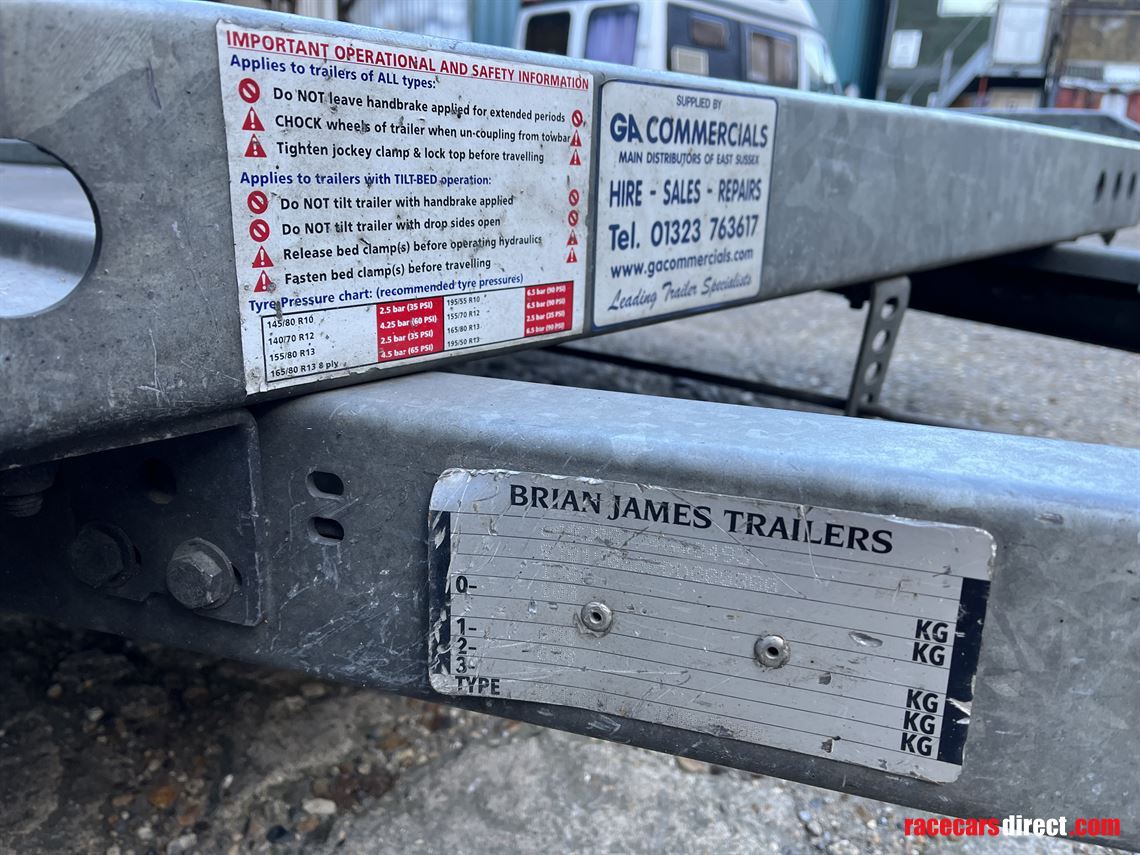 IMPORTANT OPERATIONAL AND SAFETY INFORMATION
Applies to trailers of ALL types:
Do NOT leave handbrake applied for extended periods
CHOCK wheels of trailer when un-coupling from towbar
Tighten jockey clamp & lock top before travelling
Applies to trailers with TILT-BED operation:
Do NOT tilt trailer with handbrake applied
Do NOT tilt trailer with drop sides open
Release bed clamp(s) before operating hydraulics
Fasten bed clamp(s) before travelling
Tyre Pressure chart: (recommended tyre pressures)
145/80 R10 2.5 bar (35 PSI) 195/55 R10 6.5 bar (90 PSI)
140/70 R12 4.25 bar (60 PSI) 155/70 R12 6.5 bar (90 PSI)
155/80 R13 2.5 bar (35 PSI) 165/80 R13 2.5 bar (35 PSI)
165/80 R13 8 ply 4.5 bar (65 PSI) 195/50 R13 6.5 bar (90 PSI)
SUPPLIED BY
GA COMMERCIALS
MAIN DISTRIBUTORS OF EAST SUSSEX
HIRE - SALES - REPAIRS
Tel. 01323 763617
www.gacommercials.com
Leading Trailer Specialists
BRIAN JAMES TRAILERS
0-
1- KG
2- KG
3-
TYPE KG
KG
KG
racecarsdirect.com